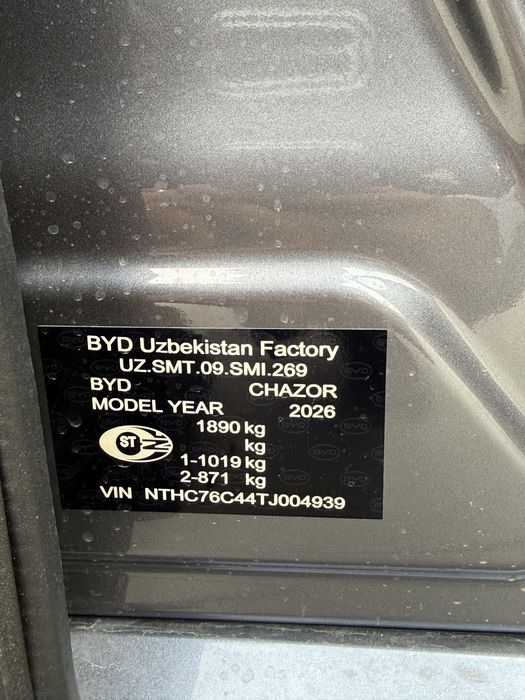 BYD Uzbekistan Factory
UZ.SMT.09.SMI.269
BYD CHAZOR
MODEL YEAR 2026
1890 kg
ST kg
1-1019 kg
2-871 kg
VIN NTHC76C44TJ004939